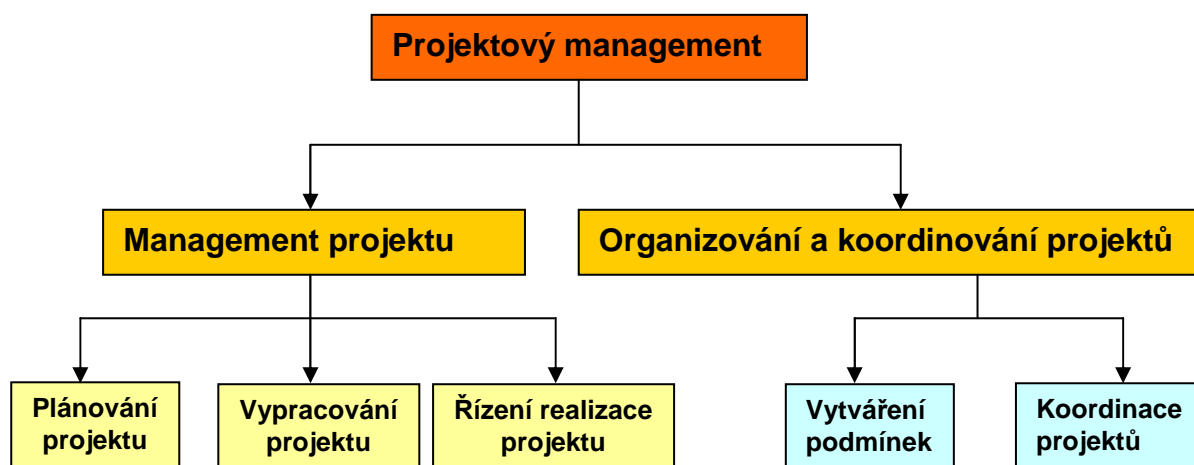 Projektový management
Management projektu
Organizování a koordinování projektů
Plánování
projektu
Vypracování
projektu
Řízení realizace
projektu
Vytváření
podmínek
Koordinace
projektů